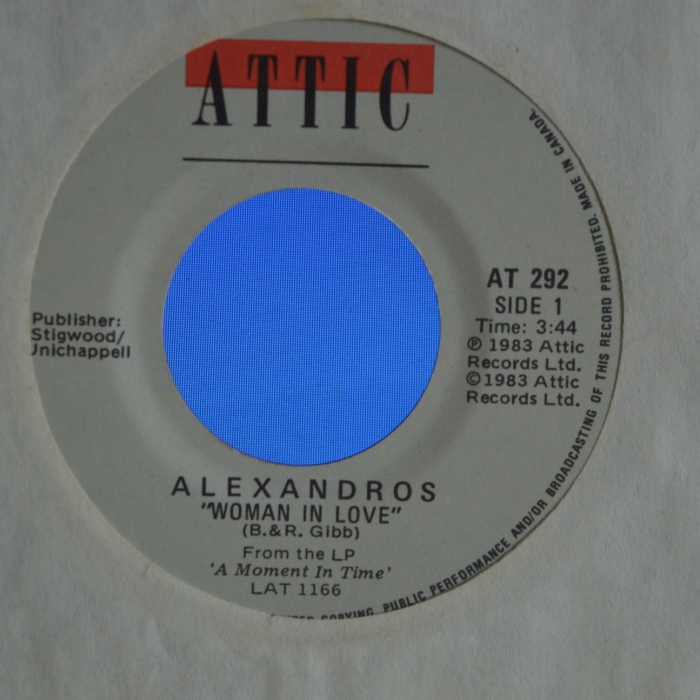 ATTIC
Publisher:
Stigwood/
Unichappell
AT 292
SIDE 1
Time: 3:44
℗ 1983 Attic
Records Ltd.
©1983 Attic
Records Ltd.
ALEXANDROS
"WOMAN IN LOVE"
(B.&R. Gibb)
From the LP
'A Moment In Time'
LAT 1166
COPYING, PUBLIC PERFORMANCE AND/OR BROADCASTING OF THIS RECORD PROHIBITED. MADE IN CANADA.